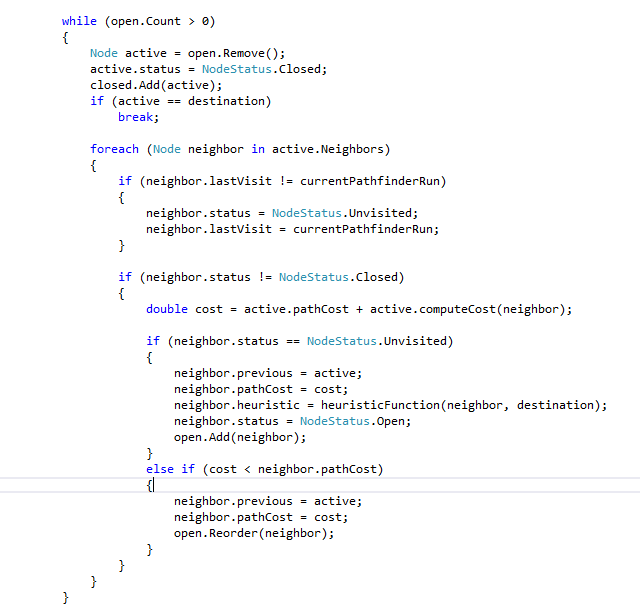 while (open.Count > 0)
{
    Node active = open.Remove();
    active.status = NodeStatus.Closed;
    closed.Add(active);
    if (active == destination)
        break;

    foreach (Node neighbor in active.Neighbors)
    {
        if (neighbor.lastVisit != currentPathfinderRun)
        {
            neighbor.status = NodeStatus.Unvisited;
            neighbor.lastVisit = currentPathfinderRun;
        }

        if (neighbor.status != NodeStatus.Closed)
        {
            double cost = active.pathCost + active.computeCost(neighbor);

            if (neighbor.status == NodeStatus.Unvisited)
            {
                neighbor.previous = active;
                neighbor.pathCost = cost;
                neighbor.heuristic = heuristicFunction(neighbor, destination);
                neighbor.status = NodeStatus.Open;
                open.Add(neighbor);
            }
            else if (cost < neighbor.pathCost)
            {
                neighbor.previous = active;
                neighbor.pathCost = cost;
                open.Reorder(neighbor);
            }
        }
    }
}